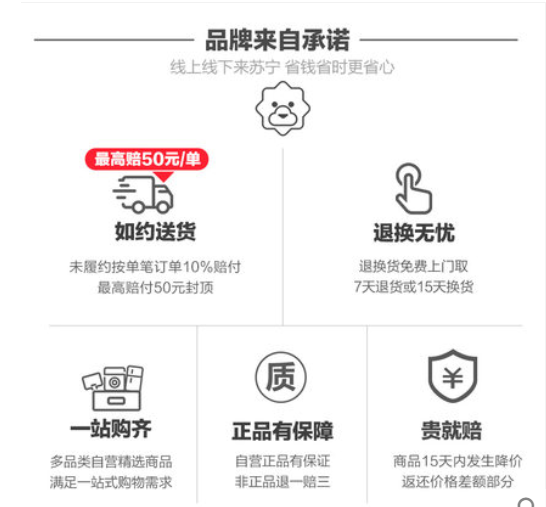 品牌来自承诺
线上线下来苏宁 省钱省时更省心
最高赔50元/单
如约送货
未履约按单笔订单10%赔付
最高赔付50元封顶
退换无忧
退换货免费上门取
7天退货或15天换货
一站购齐
多品类自营精选商品
满足一站式购物需求
质
正品有保障
自营正品有保证
非正品退一赔三
¥
贵就赔
商品15天内发生降价
返还价格差额部分